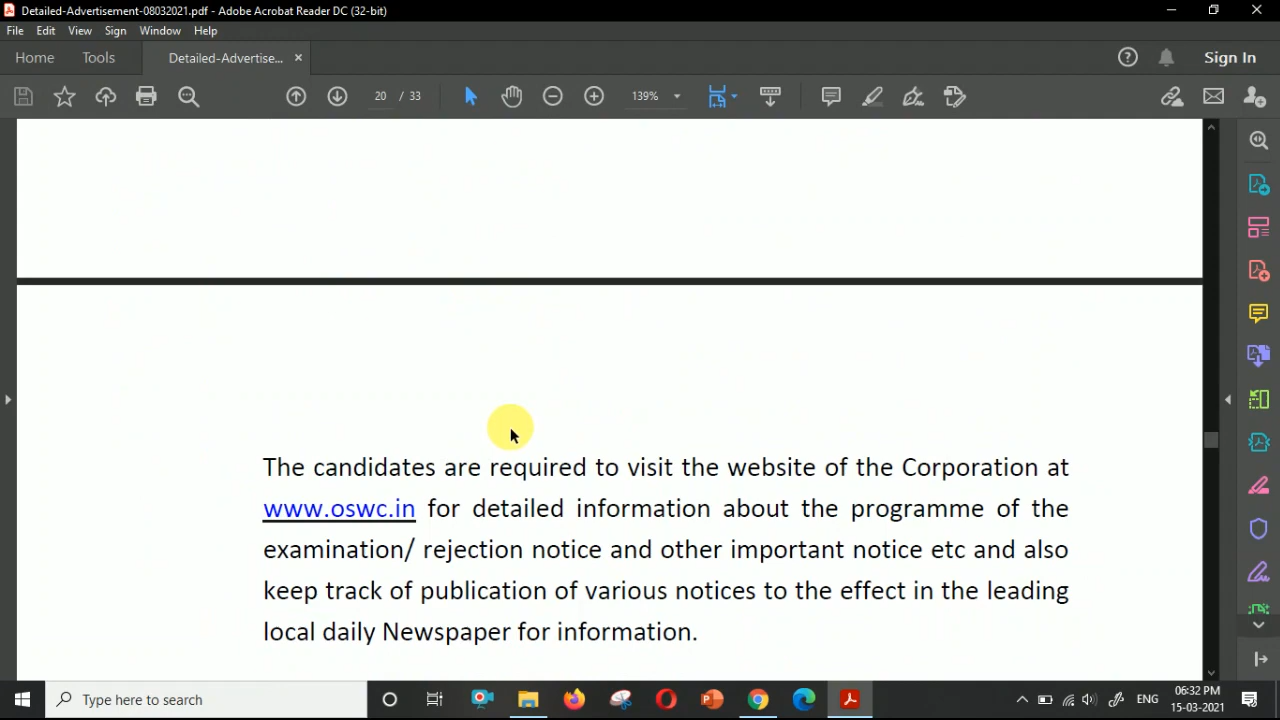 Detailed-Advertisement-08032021.pdf - Adobe Acrobat Reader DC (32-bit)
File Edit View Sign Window Help
Home Tools Detailed-Advertise... × Sign In
20 / 33 139%
The candidates are required to visit the website of the Corporation at
www.oswc.in for detailed information about the programme of the
examination/ rejection notice and other important notice etc and also
keep track of publication of various notices to the effect in the leading
local daily Newspaper for information.
Type here to search ENG 06:32 PM
15-03-2021